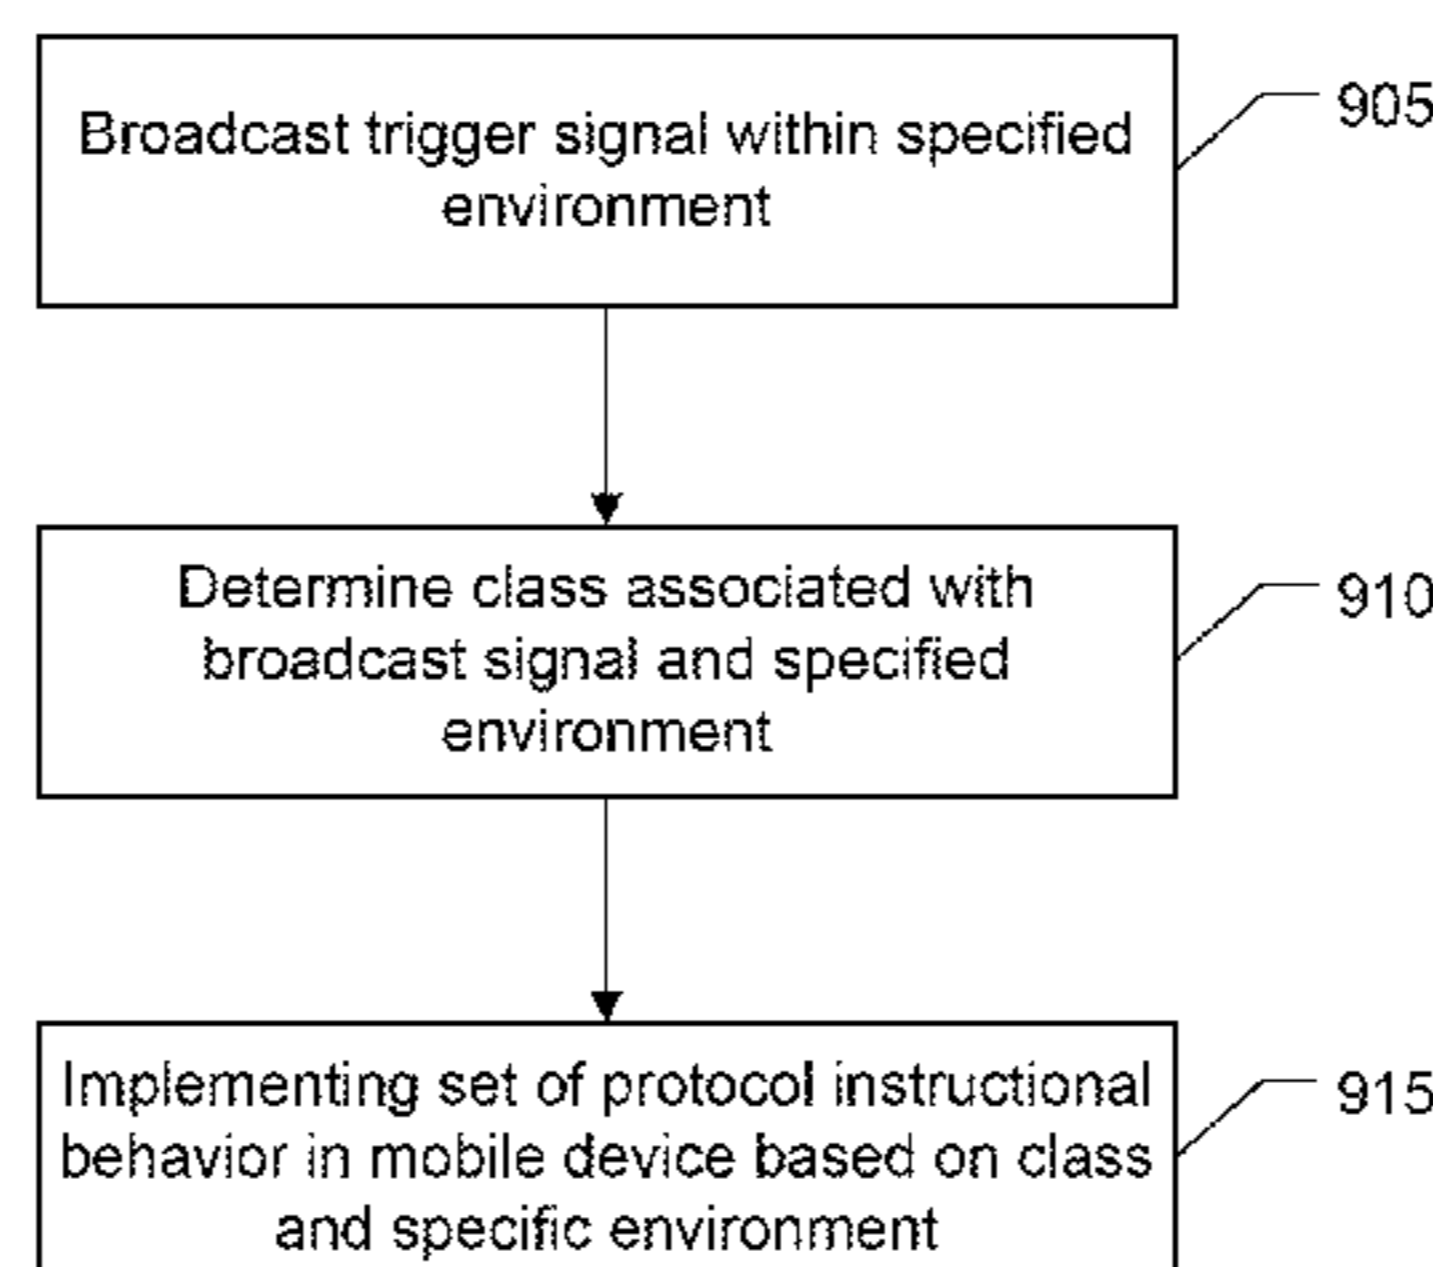 Broadcast trigger signal within specified
environment
905
Determine class associated with
broadcast signal and specified
environment
910
Implementing set of protocol instructional
behavior in mobile device based on class
and specific environment
915